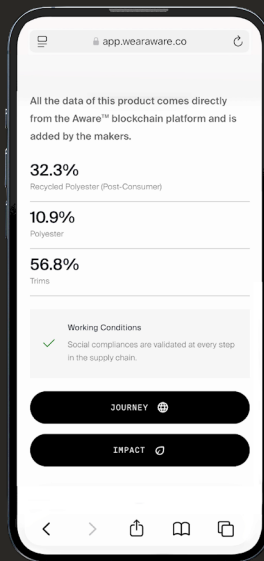 app.wearaware.co
All the data of this product comes directly
from the Aware™ blockchain platform and is
added by the makers.
32.3%
Recycled Polyester (Post-Consumer)
10.9%
Polyester
56.8%
Trims
Working Conditions
Social compliances are validated at every step
in the supply chain.
JOURNEY
IMPACT